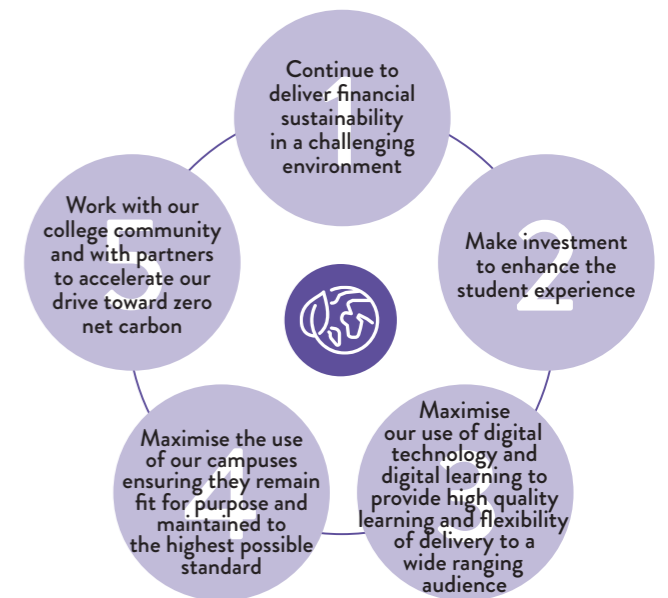 1
Continue to
deliver financial
sustainability
in a challenging
environment
2
Make investment
to enhance the
student experience
3
Maximise
our use of digital
technology and
digital learning to
provide high quality
learning and flexibility
of delivery to a
wide ranging
audience
4
Maximise the use
of our campuses
ensuring they remain
fit for purpose and
maintained to
the highest possible
standard
5
Work with our
college community
and with partners
to accelerate our
drive toward zero
net carbon